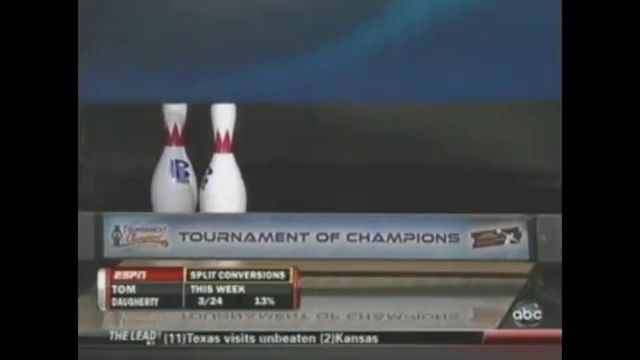 TOURNAMENT OF CHAMPIONS
ESPN SPLIT CONVERSIONS
TOM THIS WEEK
DAUGHERTY 3/24 13%
abc
THE LEAD (11)Texas visits unbeaten (2)Kansas